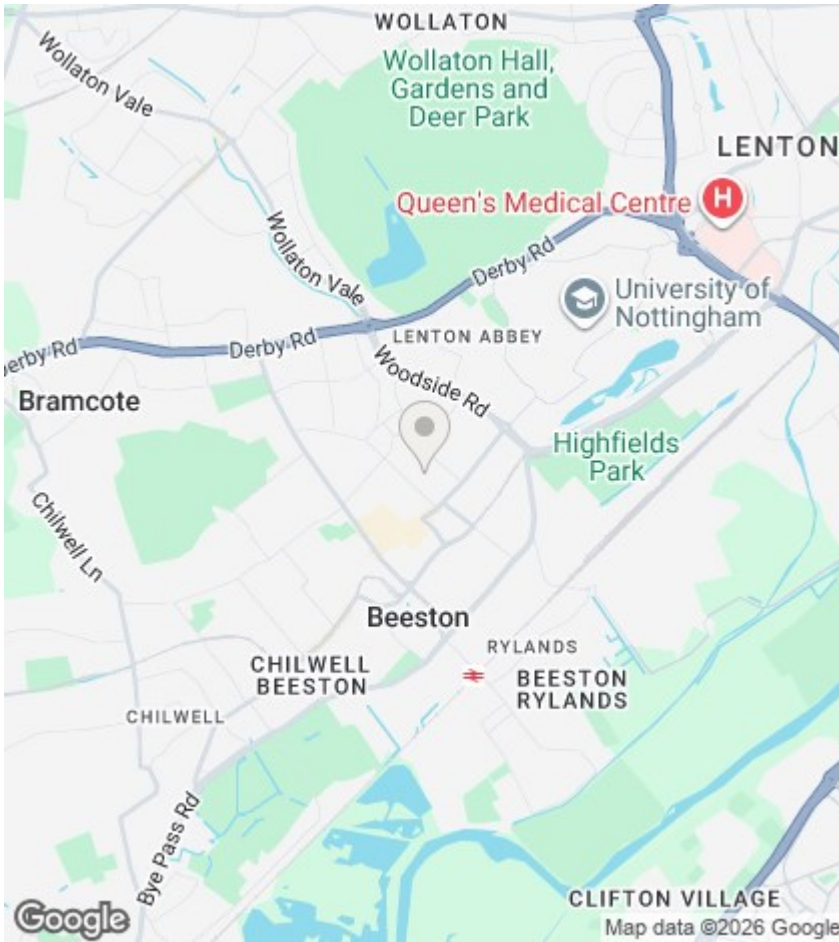 WOLLATON
Wollaton Vale
Wollaton Hall,
Gardens and
Deer Park
LENTON
Queen's Medical Centre
H
Wollaton Vale
Derby Rd
University of
Nottingham
Derby Rd
LENTON ABBEY
erby Rd
Woodside Rd
Bramcote
Highfields
Park
Chilwell Ln
Beeston
RYLANDS
CHILWELL
BEESTON
BEESTON
RYLANDS
CHILWELL
Bye Pass Rd
CLIFTON VILLAGE
Google
Map data ©2026 Google